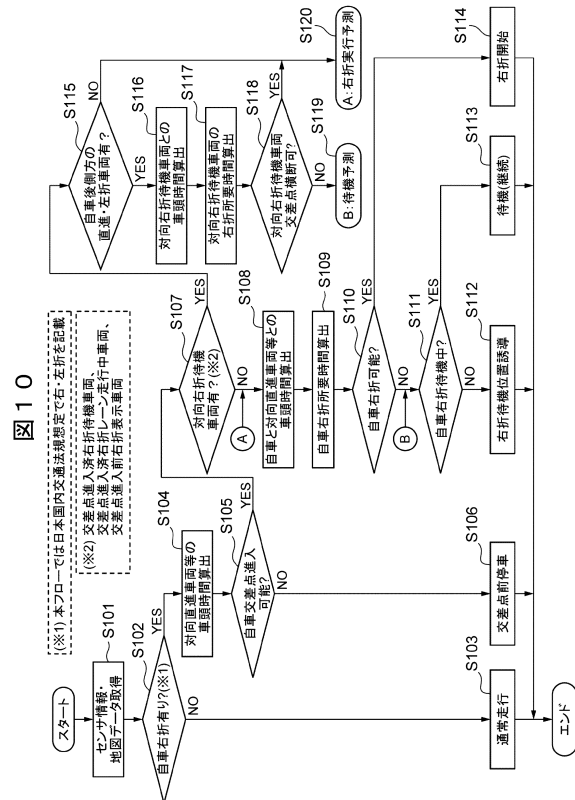 図１０
(※1) 本フローでは日本国内交通法規想定で右・左折を記載
(※2) 交差点進入済右折待機車両、
交差点進入済右折レーン走行中車両、
交差点進入前右折表示車両
スタート
S101
センサ情報・
地図データ取得
S102
自車右折有り?(※1)
YES
NO
S103
通常走行
S104
対向直進車両等の
車頭時間算出
S105
自車交差点進入
可能?
YES
NO
S106
交差点前停車
S107
対向右折待機
車両有?(※2)
YES
NO
A
S108
自車と対向直進車両等との
車頭時間算出
S109
自車右折所要時間算出
S110
自車右折可能?
YES
NO
B
S111
自車右折待機中?
YES
NO
S112
右折待機位置誘導
S113
待機(継続)
S114
右折開始
S115
自車後側方の
直進・左折車両有?
NO
YES
S116
対向右折待機車両との
車頭時間算出
S117
対向右折待機車両の
右折所要時間算出
S118
対向右折待機車両
交差点横断可?
YES
NO
S119
B:待機予測
S120
A:右折実行予測
エンド